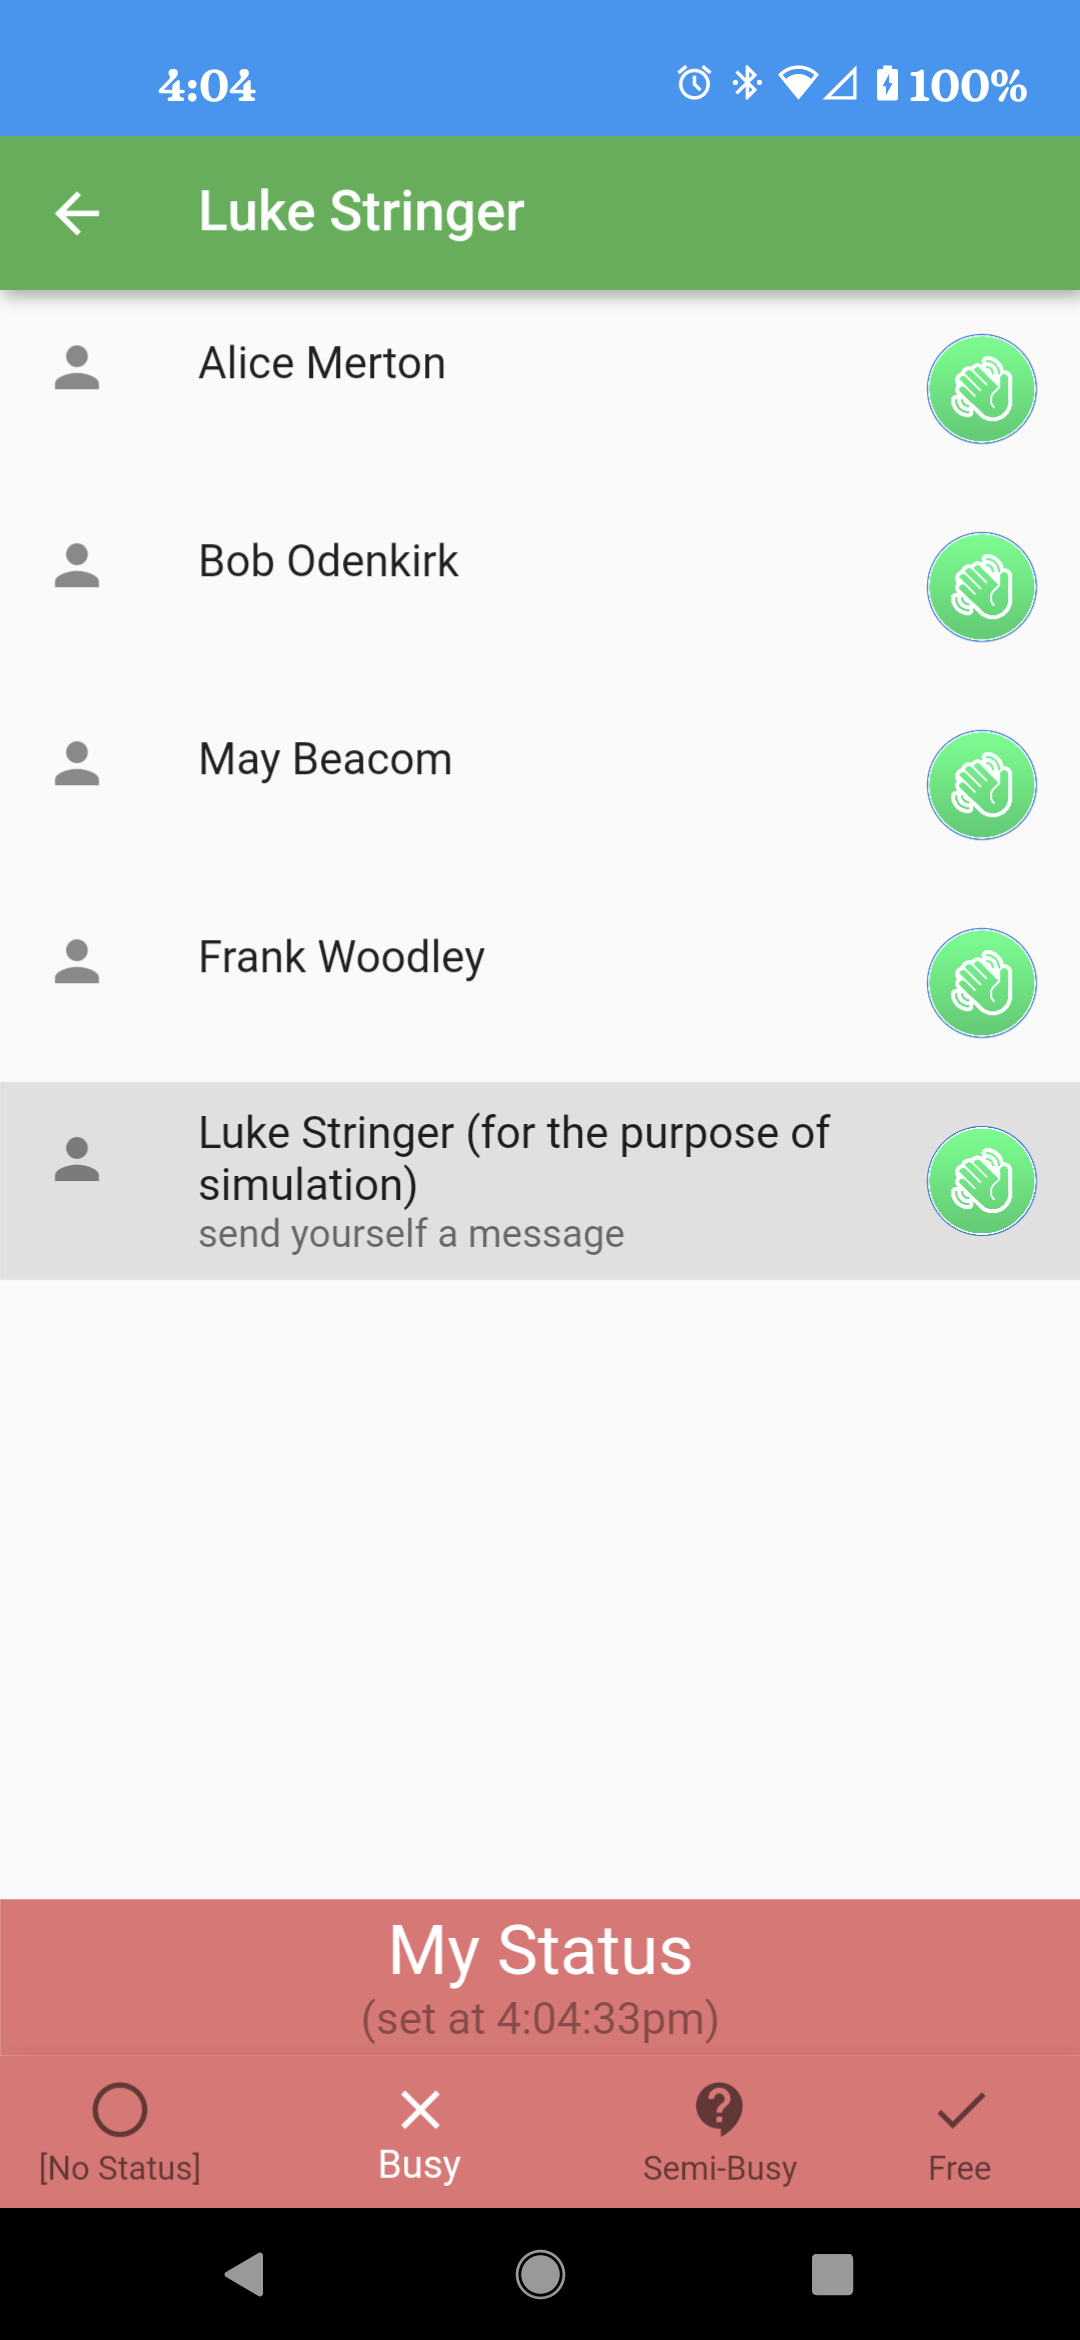 4:04 100%
Luke Stringer
Alice Merton
Bob Odenkirk
May Beacom
Frank Woodley
Luke Stringer (for the purpose of
simulation)
send yourself a message
My Status
(set at 4:04:33pm)
[No Status] Busy Semi-Busy Free